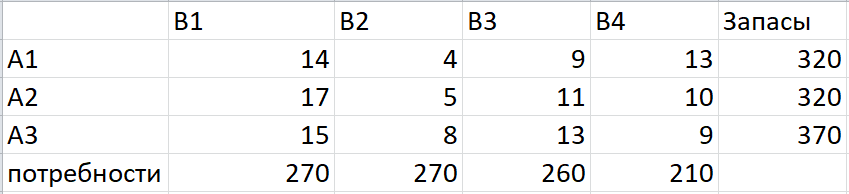 B1 B2 B3 B4 Запасы
A1 14 4 9 13 320
A2 17 5 11 10 320
A3 15 8 13 9 370
потребности 270 270 260 210